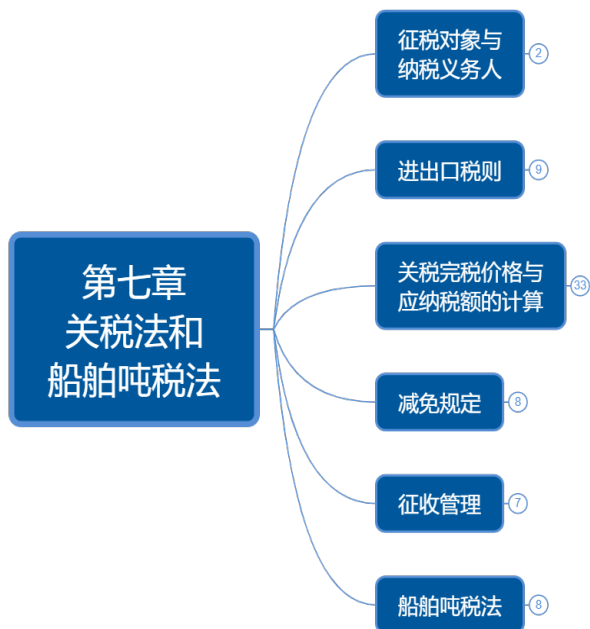 第七章
关税法和
船舶吨税法
征税对象与
纳税义务人
2
进出口税则
9
关税完税价格与
应纳税额的计算
33
减免规定
8
征收管理
7
船舶吨税法
8